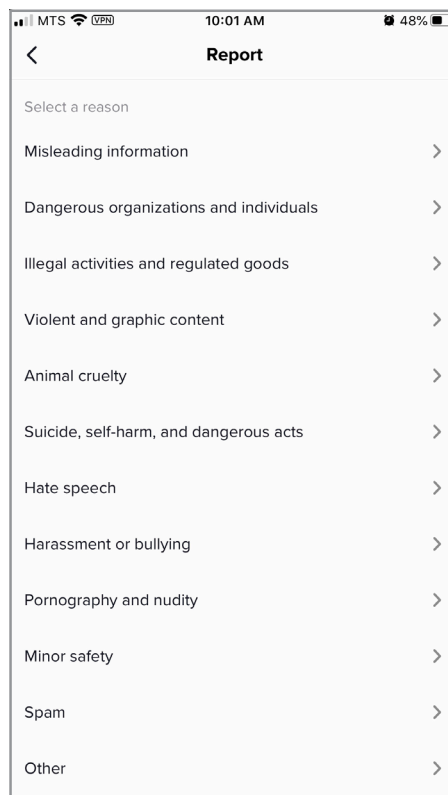 MTS VPN 10:01 AM 48%
Report
Select a reason
Misleading information
Dangerous organizations and individuals
Illegal activities and regulated goods
Violent and graphic content
Animal cruelty
Suicide, self-harm, and dangerous acts
Hate speech
Harassment or bullying
Pornography and nudity
Minor safety
Spam
Other